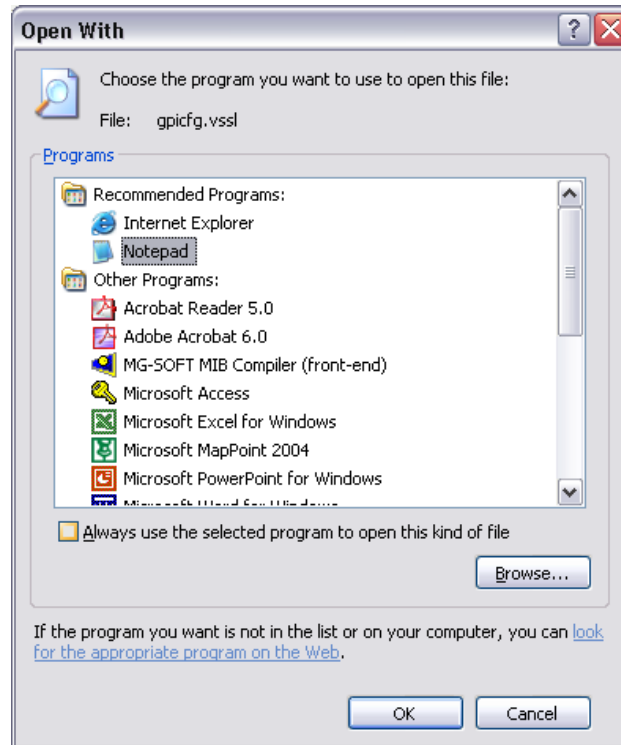 Open With
Choose the program you want to use to open this file:
File: gpicfg.vssl
Programs
Recommended Programs:
Internet Explorer
Notepad
Other Programs:
Acrobat Reader 5.0
Adobe Acrobat 6.0
MG-SOFT MIB Compiler (front-end)
Microsoft Access
Microsoft Excel for Windows
Microsoft MapPoint 2004
Microsoft PowerPoint for Windows
Microsoft Word for Windows
Always use the selected program to open this kind of file
Browse...
If the program you want is not in the list or on your computer, you can look
for the appropriate program on the Web.
OK Cancel